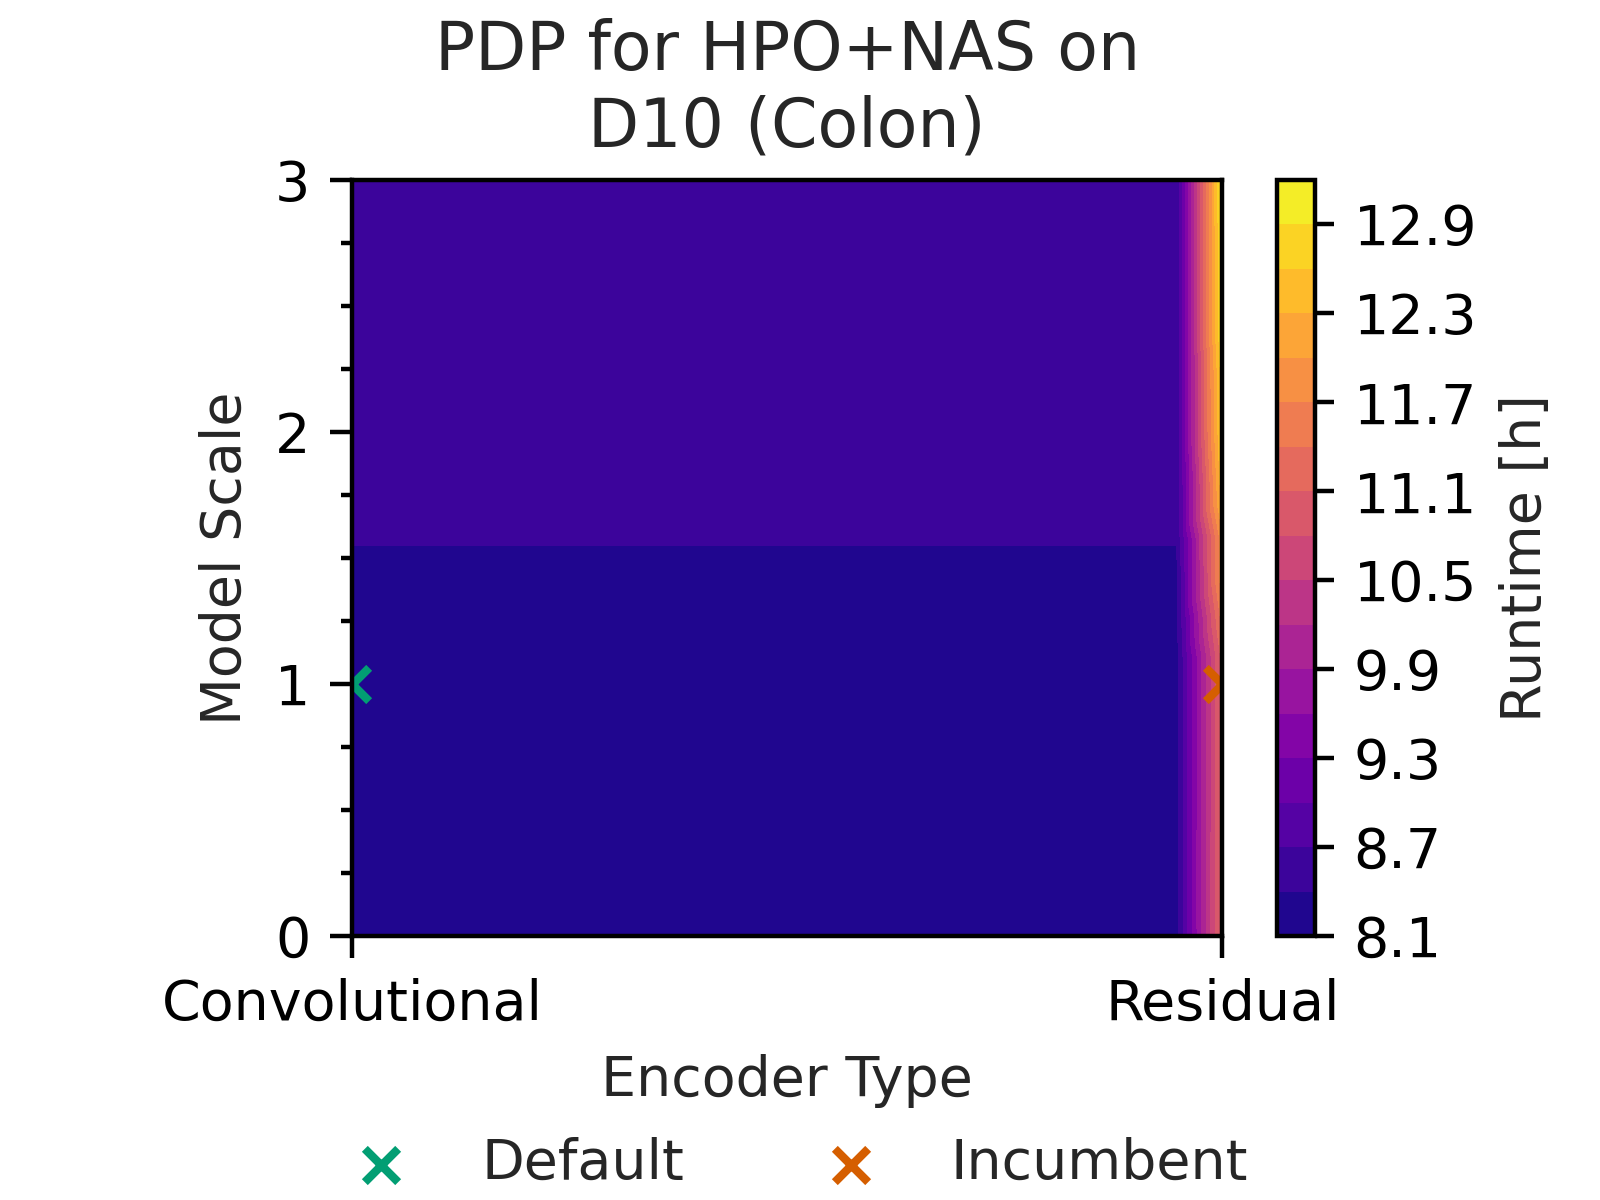 PDP for HPO+NAS on
D10 (Colon)
3
2
1
0
Model Scale
Convolutional
Residual
Encoder Type
12.9
12.3
11.7
11.1
10.5
9.9
9.3
8.7
8.1
Runtime [h]
Default
Incumbent